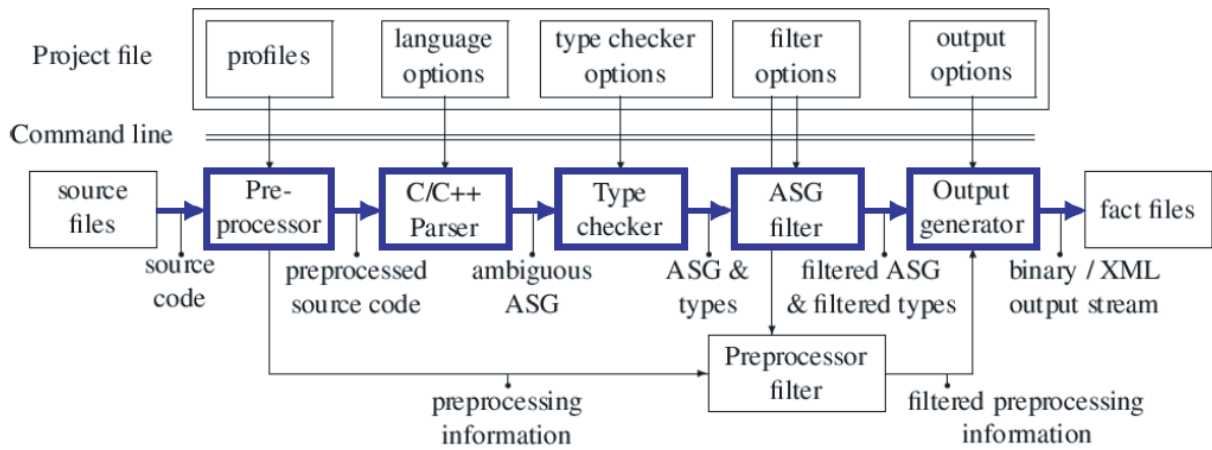 Project file
profiles
language
options
type checker
options
filter
options
output
options
Command line
source
files
Pre-
processor
C/C++
Parser
Type
checker
ASG
filter
Output
generator
fact files
source
code
preprocessed
source code
ambiguous
ASG
ASG &
types
filtered ASG
& filtered types
binary / XML
output stream
Preprocessor
filter
preprocessing
information
filtered preprocessing
information